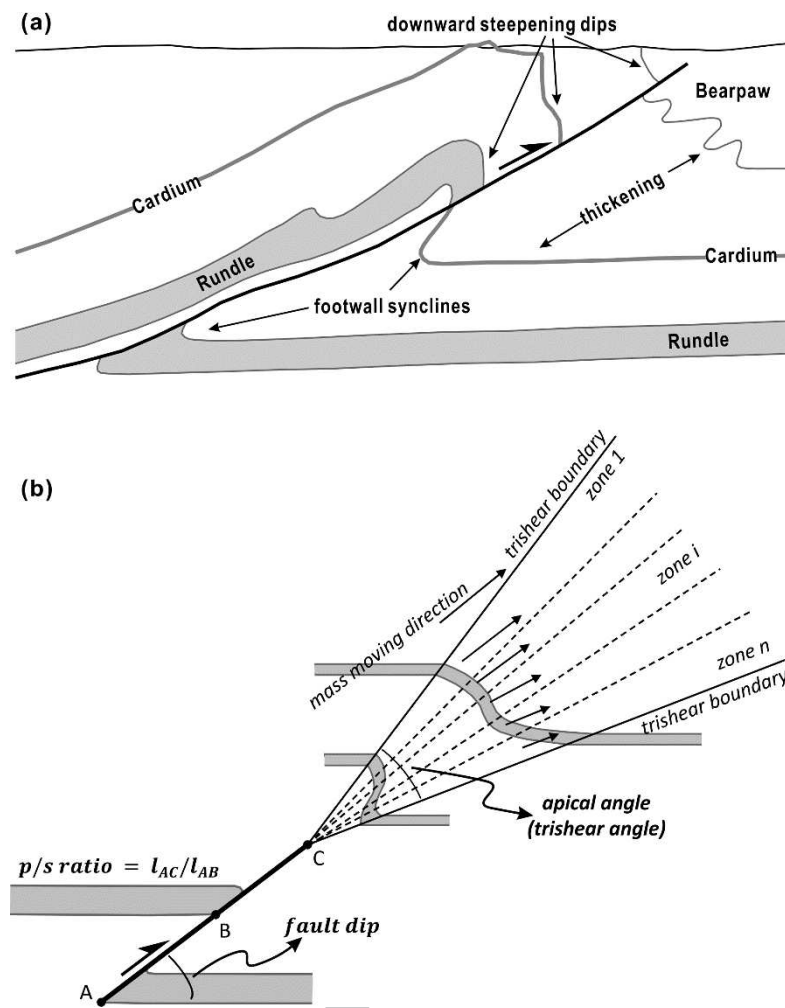 (a)
downward steepening dips
Bearpaw
Cardium
thickening
Rundle
Cardium
footwall synclines
Rundle
(b)
trishear boundary
zone 1
zone i
mass moving direction
zone n
trishear boundary
apical angle
(trishear angle)
C
p/s ratio = l_AC/l_AB
B
fault dip
A